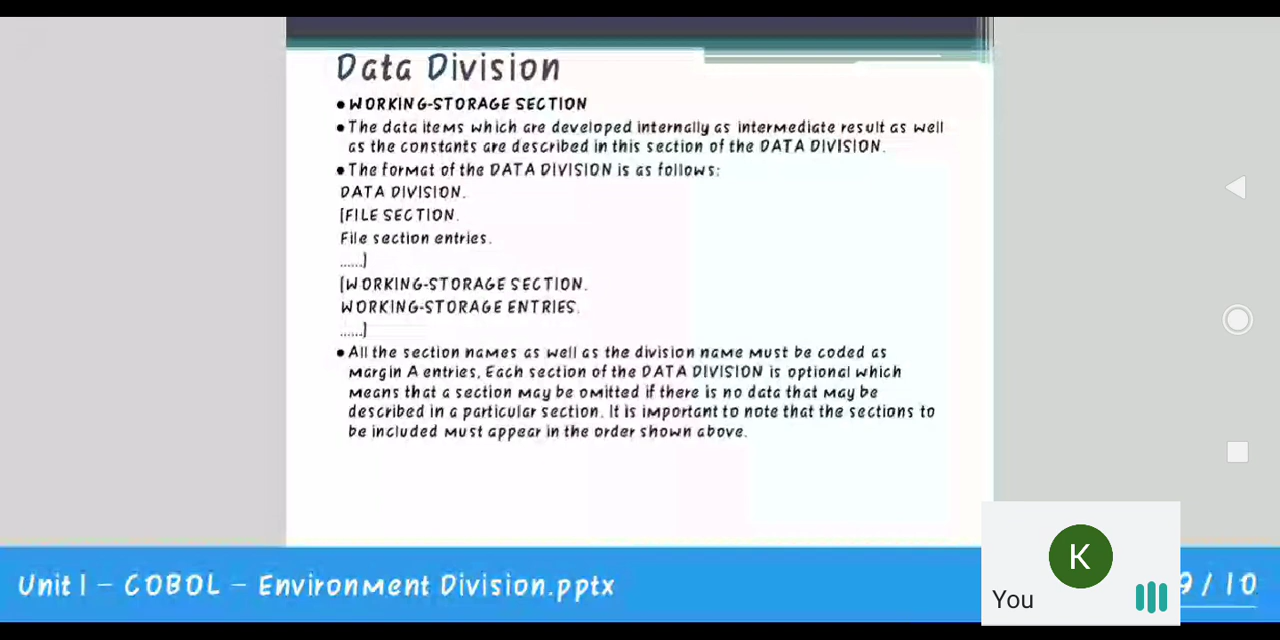 Data Division
• WORKING-STORAGE SECTION
• The data items which are developed internally as intermediate result as well
as the constants are described in this section of the DATA DIVISION.
• The format of the DATA DIVISION is as follows:
DATA DIVISION.
[FILE SECTION.
File section entries.
......]
[WORKING-STORAGE SECTION.
WORKING-STORAGE ENTRIES.
......]
• All the section names as well as the division name must be coded as
margin A entries. Each section of the DATA DIVISION is optional which
means that a section may be omitted if there is no data that may be
described in a particular section. It is important to note that the sections to
be included must appear in the order shown above.
Unit I – COBOL – Environment Division.pptx
9 / 10
K
You